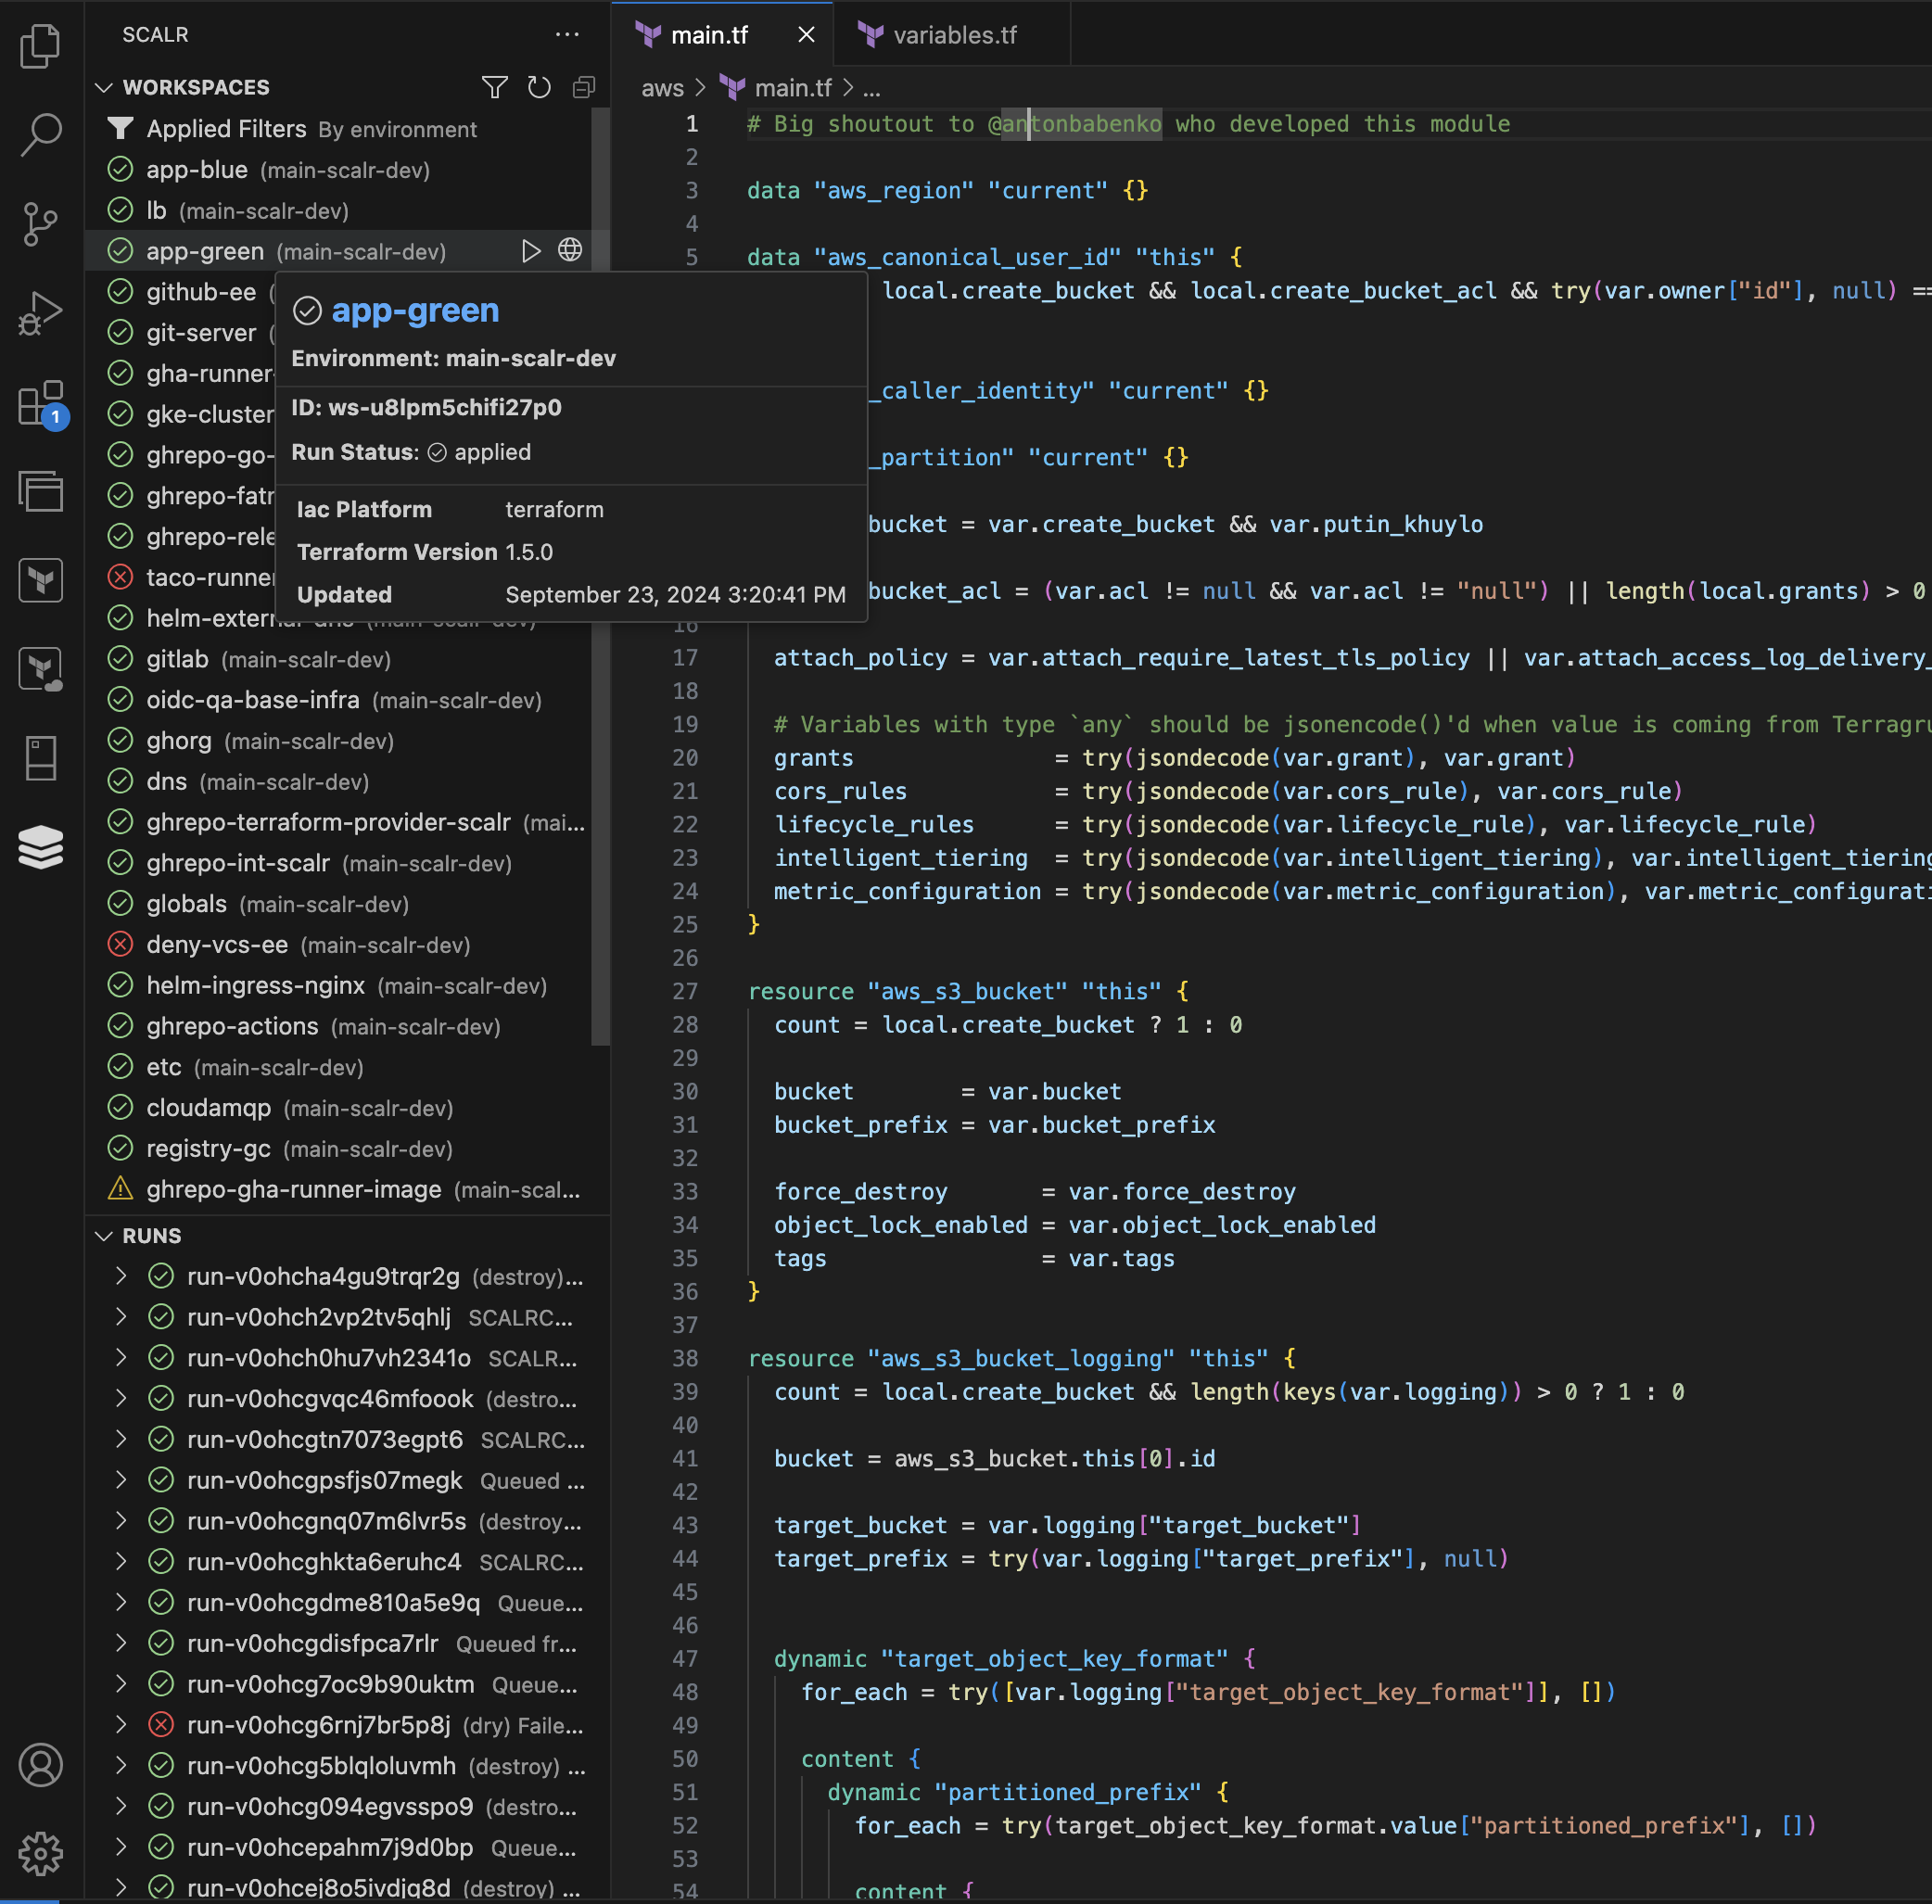 SCALR
WORKSPACES
Applied Filters By environment
app-blue (main-scalr-dev)
lb (main-scalr-dev)
app-green (main-scalr-dev)
github-ee (
git-server (
gha-runner-
gke-cluster
ghrepo-go-
ghrepo-fatr
ghrepo-rele
taco-runner
helm-external-dns (main-scalr-dev)
gitlab (main-scalr-dev)
oidc-qa-base-infra (main-scalr-dev)
ghorg (main-scalr-dev)
dns (main-scalr-dev)
ghrepo-terraform-provider-scalr (mai...
ghrepo-int-scalr (main-scalr-dev)
globals (main-scalr-dev)
deny-vcs-ee (main-scalr-dev)
helm-ingress-nginx (main-scalr-dev)
ghrepo-actions (main-scalr-dev)
etc (main-scalr-dev)
cloudamqp (main-scalr-dev)
registry-gc (main-scalr-dev)
ghrepo-gha-runner-image (main-scal...
app-green
Environment: main-scalr-dev
ID: ws-u8lpm5chifi27p0
Run Status: applied
Iac Platform terraform
Terraform Version 1.5.0
Updated September 23, 2024 3:20:41 PM
1
RUNS
run-v0ohcha4gu9trqr2g (destroy)...
run-v0ohch2vp2tv5qhlj SCALRC...
run-v0ohch0hu7vh2341o SCALR...
run-v0ohcgvqc46mfoook (destro...
run-v0ohcgtn7073egpt6 SCALRC...
run-v0ohcgpsfjs07megk Queued ...
run-v0ohcgnq07m6lvr5s (destroy...
run-v0ohcghkta6eruhc4 SCALRC...
run-v0ohcgdme810a5e9q Queue...
run-v0ohcgdisfpca7rlr Queued fr...
run-v0ohcg7oc9b90uktm Queue...
run-v0ohcg6rnj7br5p8j (dry) Faile...
run-v0ohcg5blqloluvmh (destroy) ...
run-v0ohcg094egvsspo9 (destro...
run-v0ohcepahm7j9d0bp Queue...
run-v0ohcej8o5ivdjq8d (destroy) ...
main.tf
variables.tf
aws > main.tf > ...
1 # Big shoutout to @antonbabenko who developed this module
2
3 data "aws_region" "current" {}
4
5 data "aws_canonical_user_id" "this" {
local.create_bucket && local.create_bucket_acl && try(var.owner["id"], null) ==
_caller_identity" "current" {}
_partition" "current" {}
bucket = var.create_bucket && var.putin_khuylo
bucket_acl = (var.acl != null && var.acl != "null") || length(local.grants) > 0
16
17 attach_policy = var.attach_require_latest_tls_policy || var.attach_access_log_delivery_
18
19 # Variables with type `any` should be jsonencode()'d when value is coming from Terragru
20 grants = try(jsondecode(var.grant), var.grant)
21 cors_rules = try(jsondecode(var.cors_rule), var.cors_rule)
22 lifecycle_rules = try(jsondecode(var.lifecycle_rule), var.lifecycle_rule)
23 intelligent_tiering = try(jsondecode(var.intelligent_tiering), var.intelligent_tiering
24 metric_configuration = try(jsondecode(var.metric_configuration), var.metric_configurati
25 }
26
27 resource "aws_s3_bucket" "this" {
28 count = local.create_bucket ? 1 : 0
29
30 bucket = var.bucket
31 bucket_prefix = var.bucket_prefix
32
33 force_destroy = var.force_destroy
34 object_lock_enabled = var.object_lock_enabled
35 tags = var.tags
36 }
37
38 resource "aws_s3_bucket_logging" "this" {
39 count = local.create_bucket && length(keys(var.logging)) > 0 ? 1 : 0
40
41 bucket = aws_s3_bucket.this[0].id
42
43 target_bucket = var.logging["target_bucket"]
44 target_prefix = try(var.logging["target_prefix"], null)
45
46
47 dynamic "target_object_key_format" {
48 for_each = try([var.logging["target_object_key_format"]], [])
49
50 content {
51 dynamic "partitioned_prefix" {
52 for_each = try(target_object_key_format.value["partitioned_prefix"], [])
53
54 content {